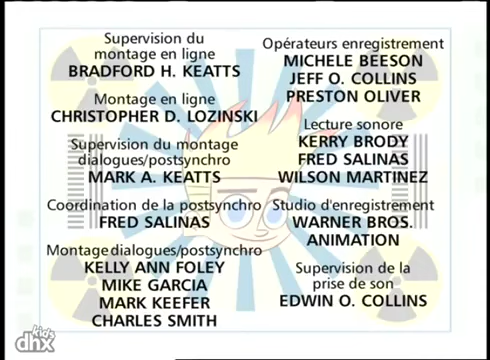 Supervision du
montage en ligne
BRADFORD H. KEATTS
Montage en ligne
CHRISTOPHER D. LOZINSKI
Supervision du montage
dialogues/postsynchro
MARK A. KEATTS
Coordination de la postsynchro
FRED SALINAS
Montage dialogues/postsynchro
KELLY ANN FOLEY
MIKE GARCIA
MARK KEEFER
CHARLES SMITH
Opérateurs enregistrement
MICHELE BEESON
JEFF O. COLLINS
PRESTON OLIVER
Lecture sonore
KERRY BRODY
FRED SALINAS
WILSON MARTINEZ
Studio d'enregistrement
WARNER BROS.
ANIMATION
Supervision de la
prise de son
EDWIN O. COLLINS
kids
dhx